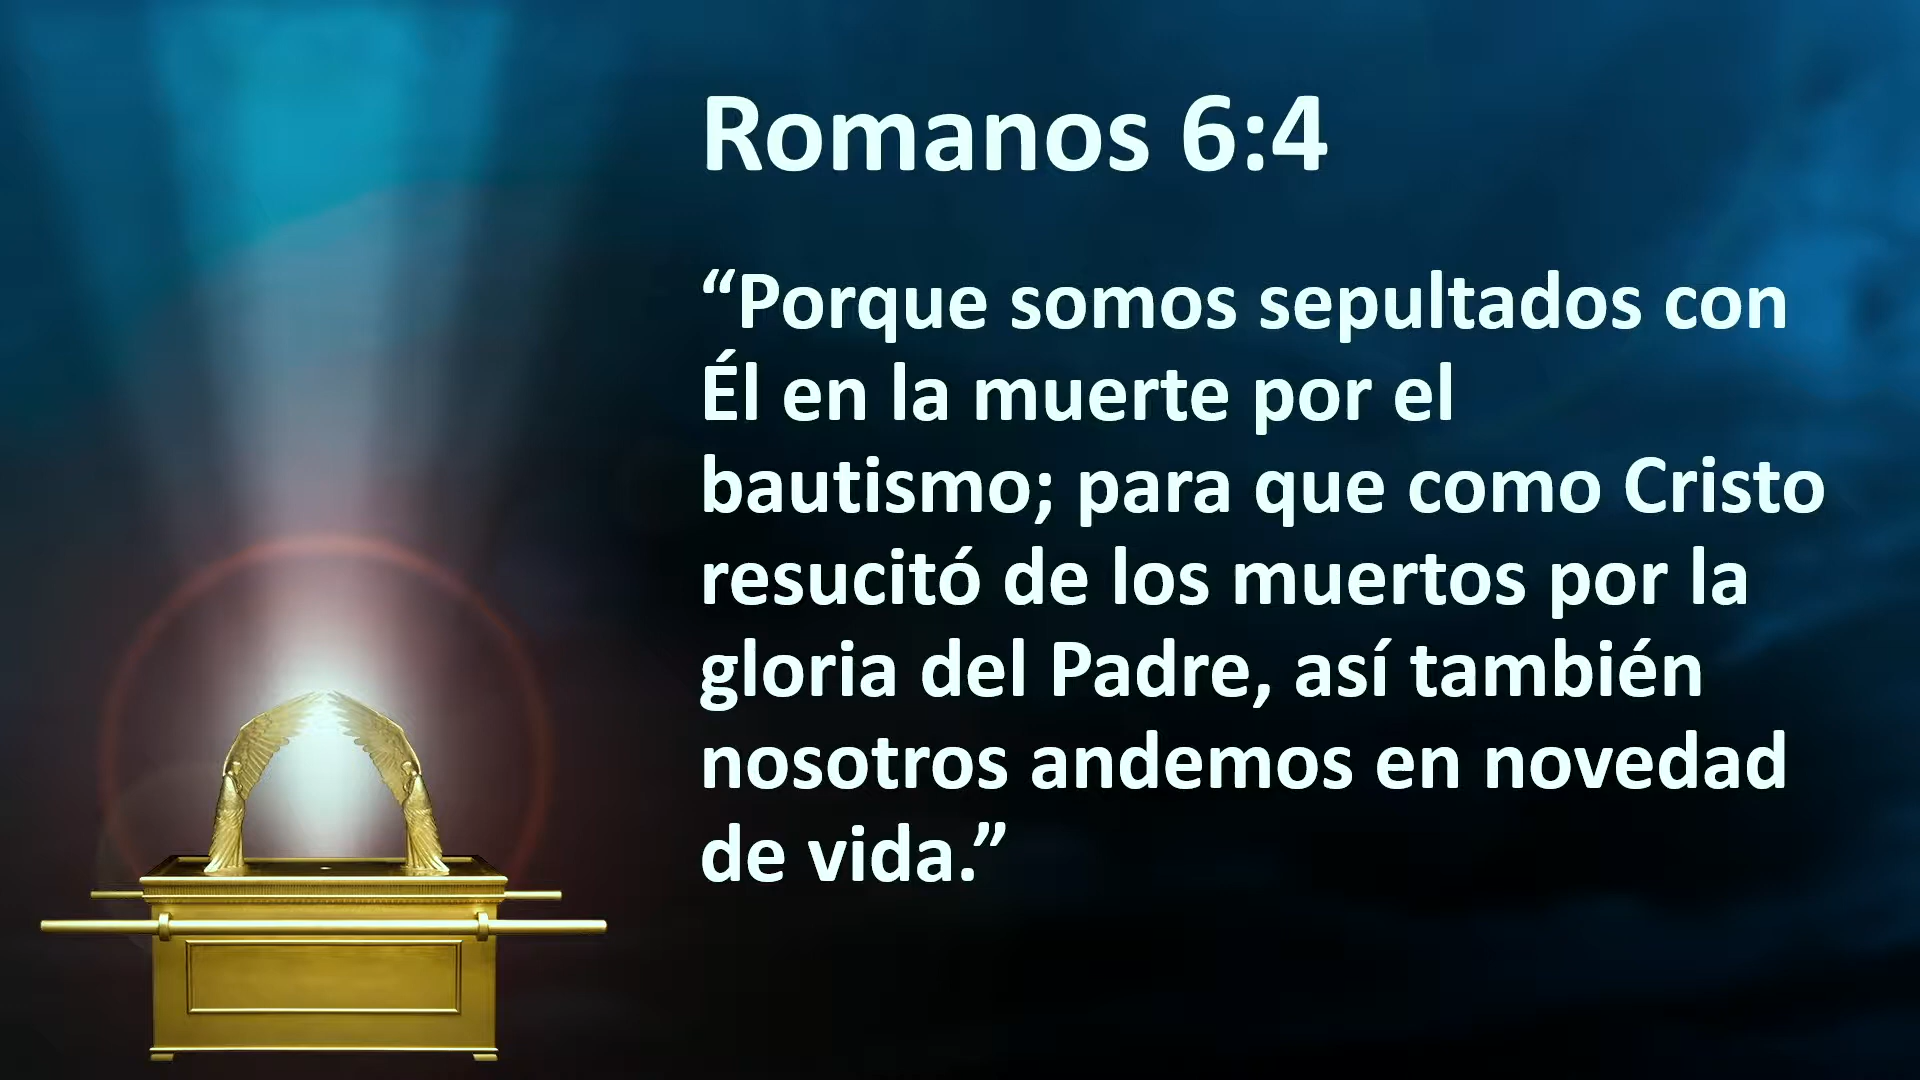 Romanos 6:4
“Porque somos sepultados con
Él en la muerte por el
bautismo; para que como Cristo
resucitó de los muertos por la
gloria del Padre, así también
nosotros andemos en novedad
de vida.”